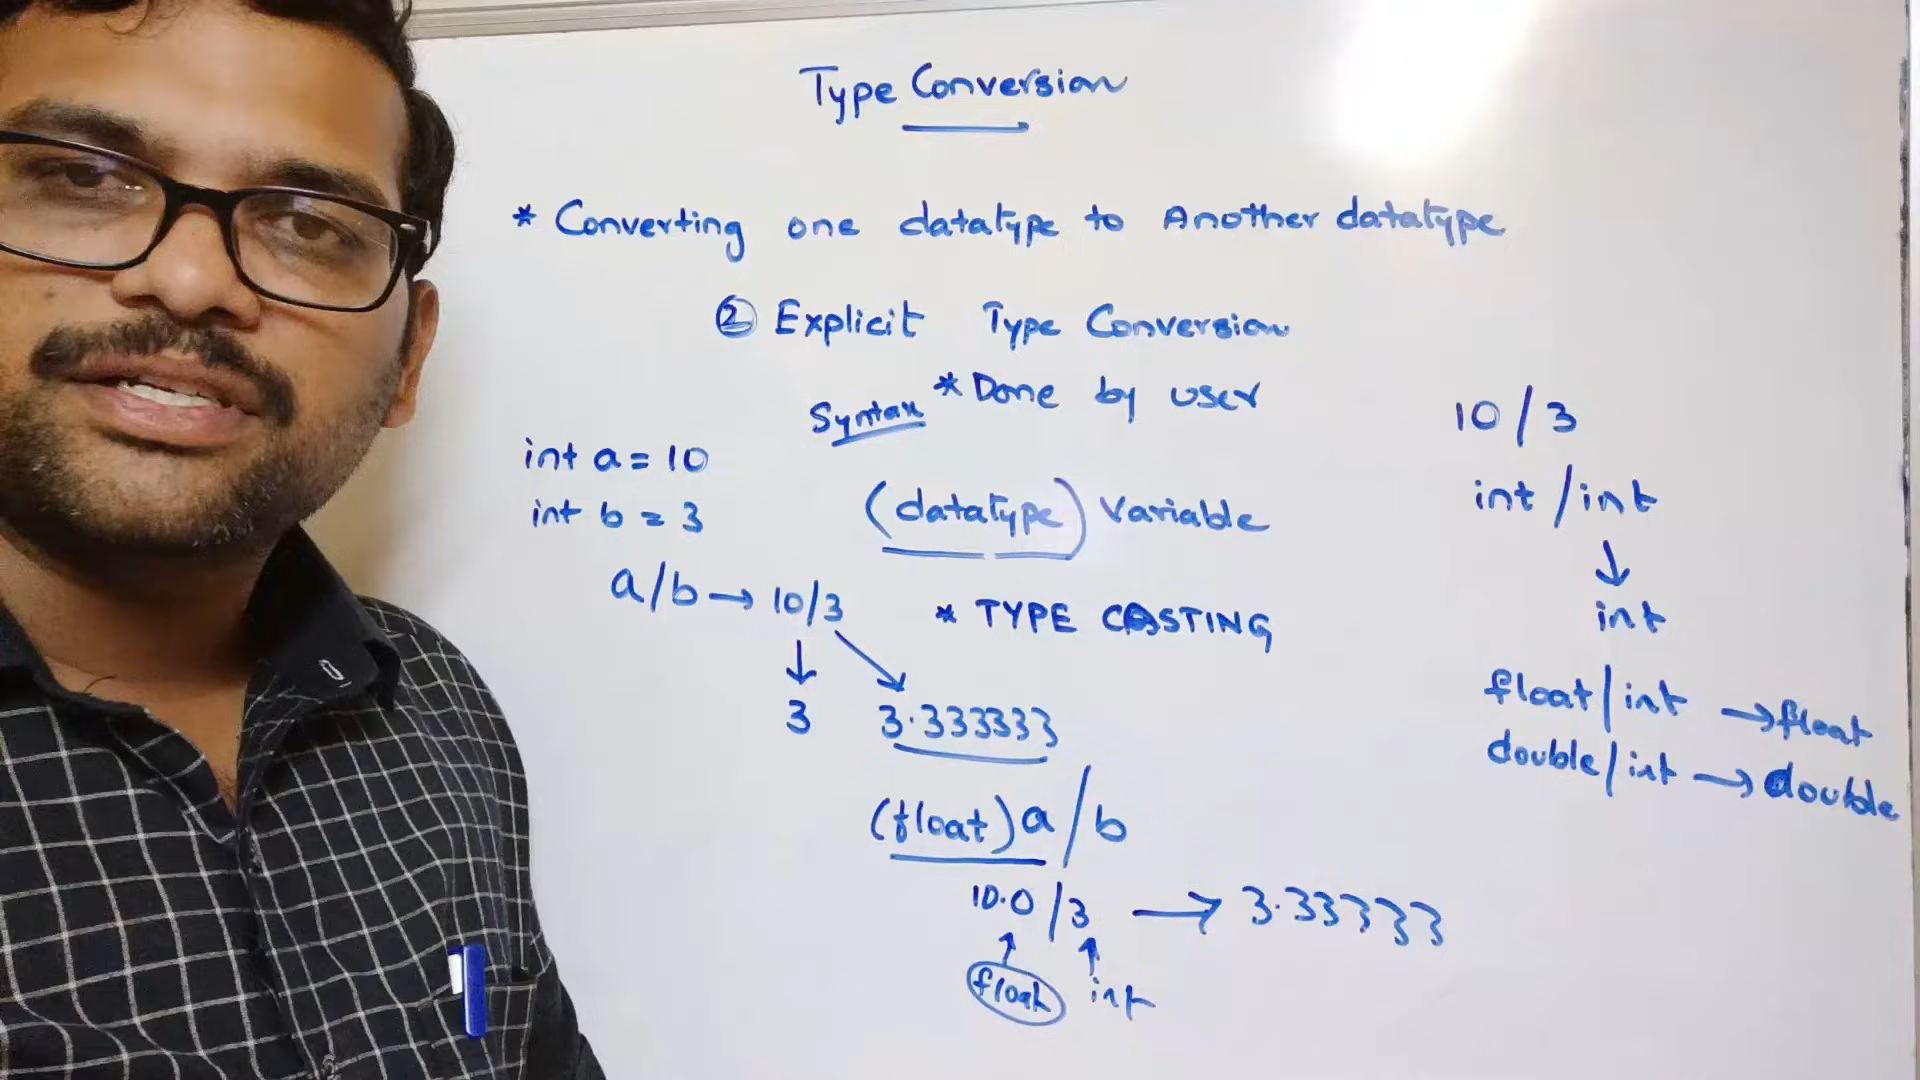 Type Conversion
* Converting one datatype to Another datatype
② Explicit Type Conversion
* Done by user
Syntax
(datatype) Variable
* TYPE CASTING
int a = 10
int b = 3
a/b → 10/3
↓ ↘
3 3.333333
(float) a / b
10.0 / 3 → 3.33333
↑ ↑
float int
10 / 3
int / int
↓
int
float / int → float
double / int → double